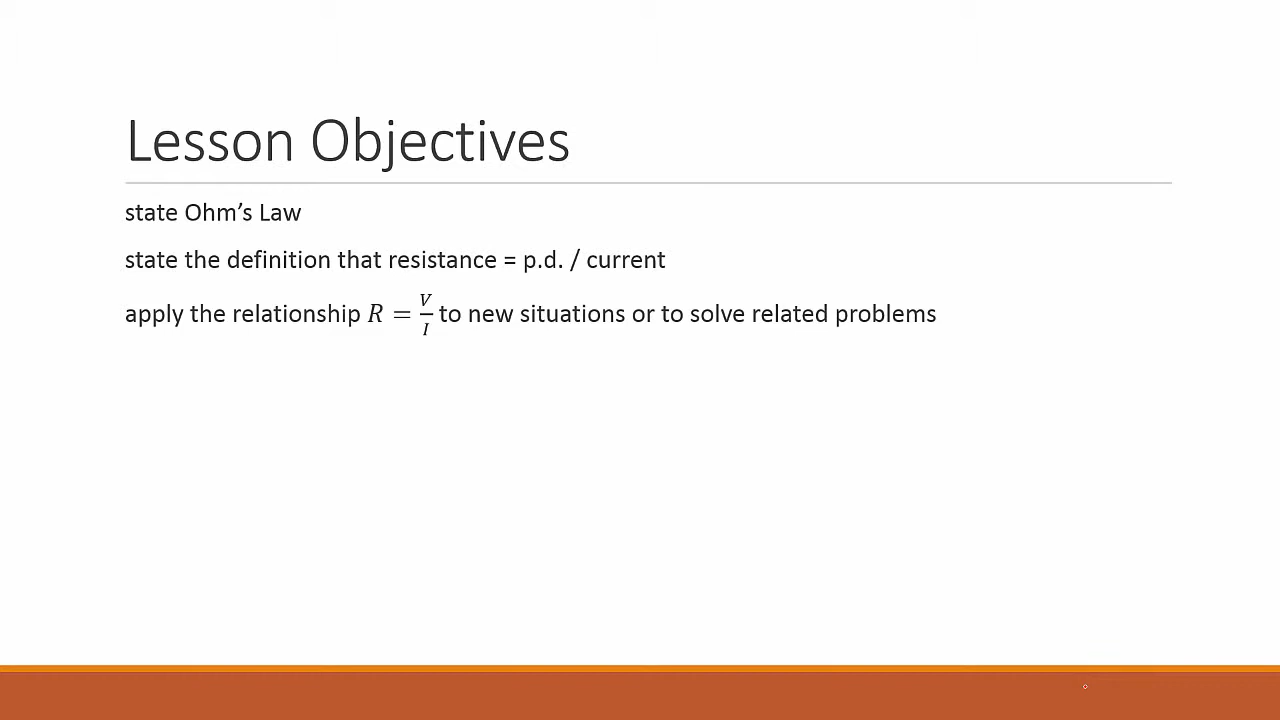 Lesson Objectives
state Ohm’s Law
state the definition that resistance = p.d. / current
apply the relationship R = V/I to new situations or to solve related problems